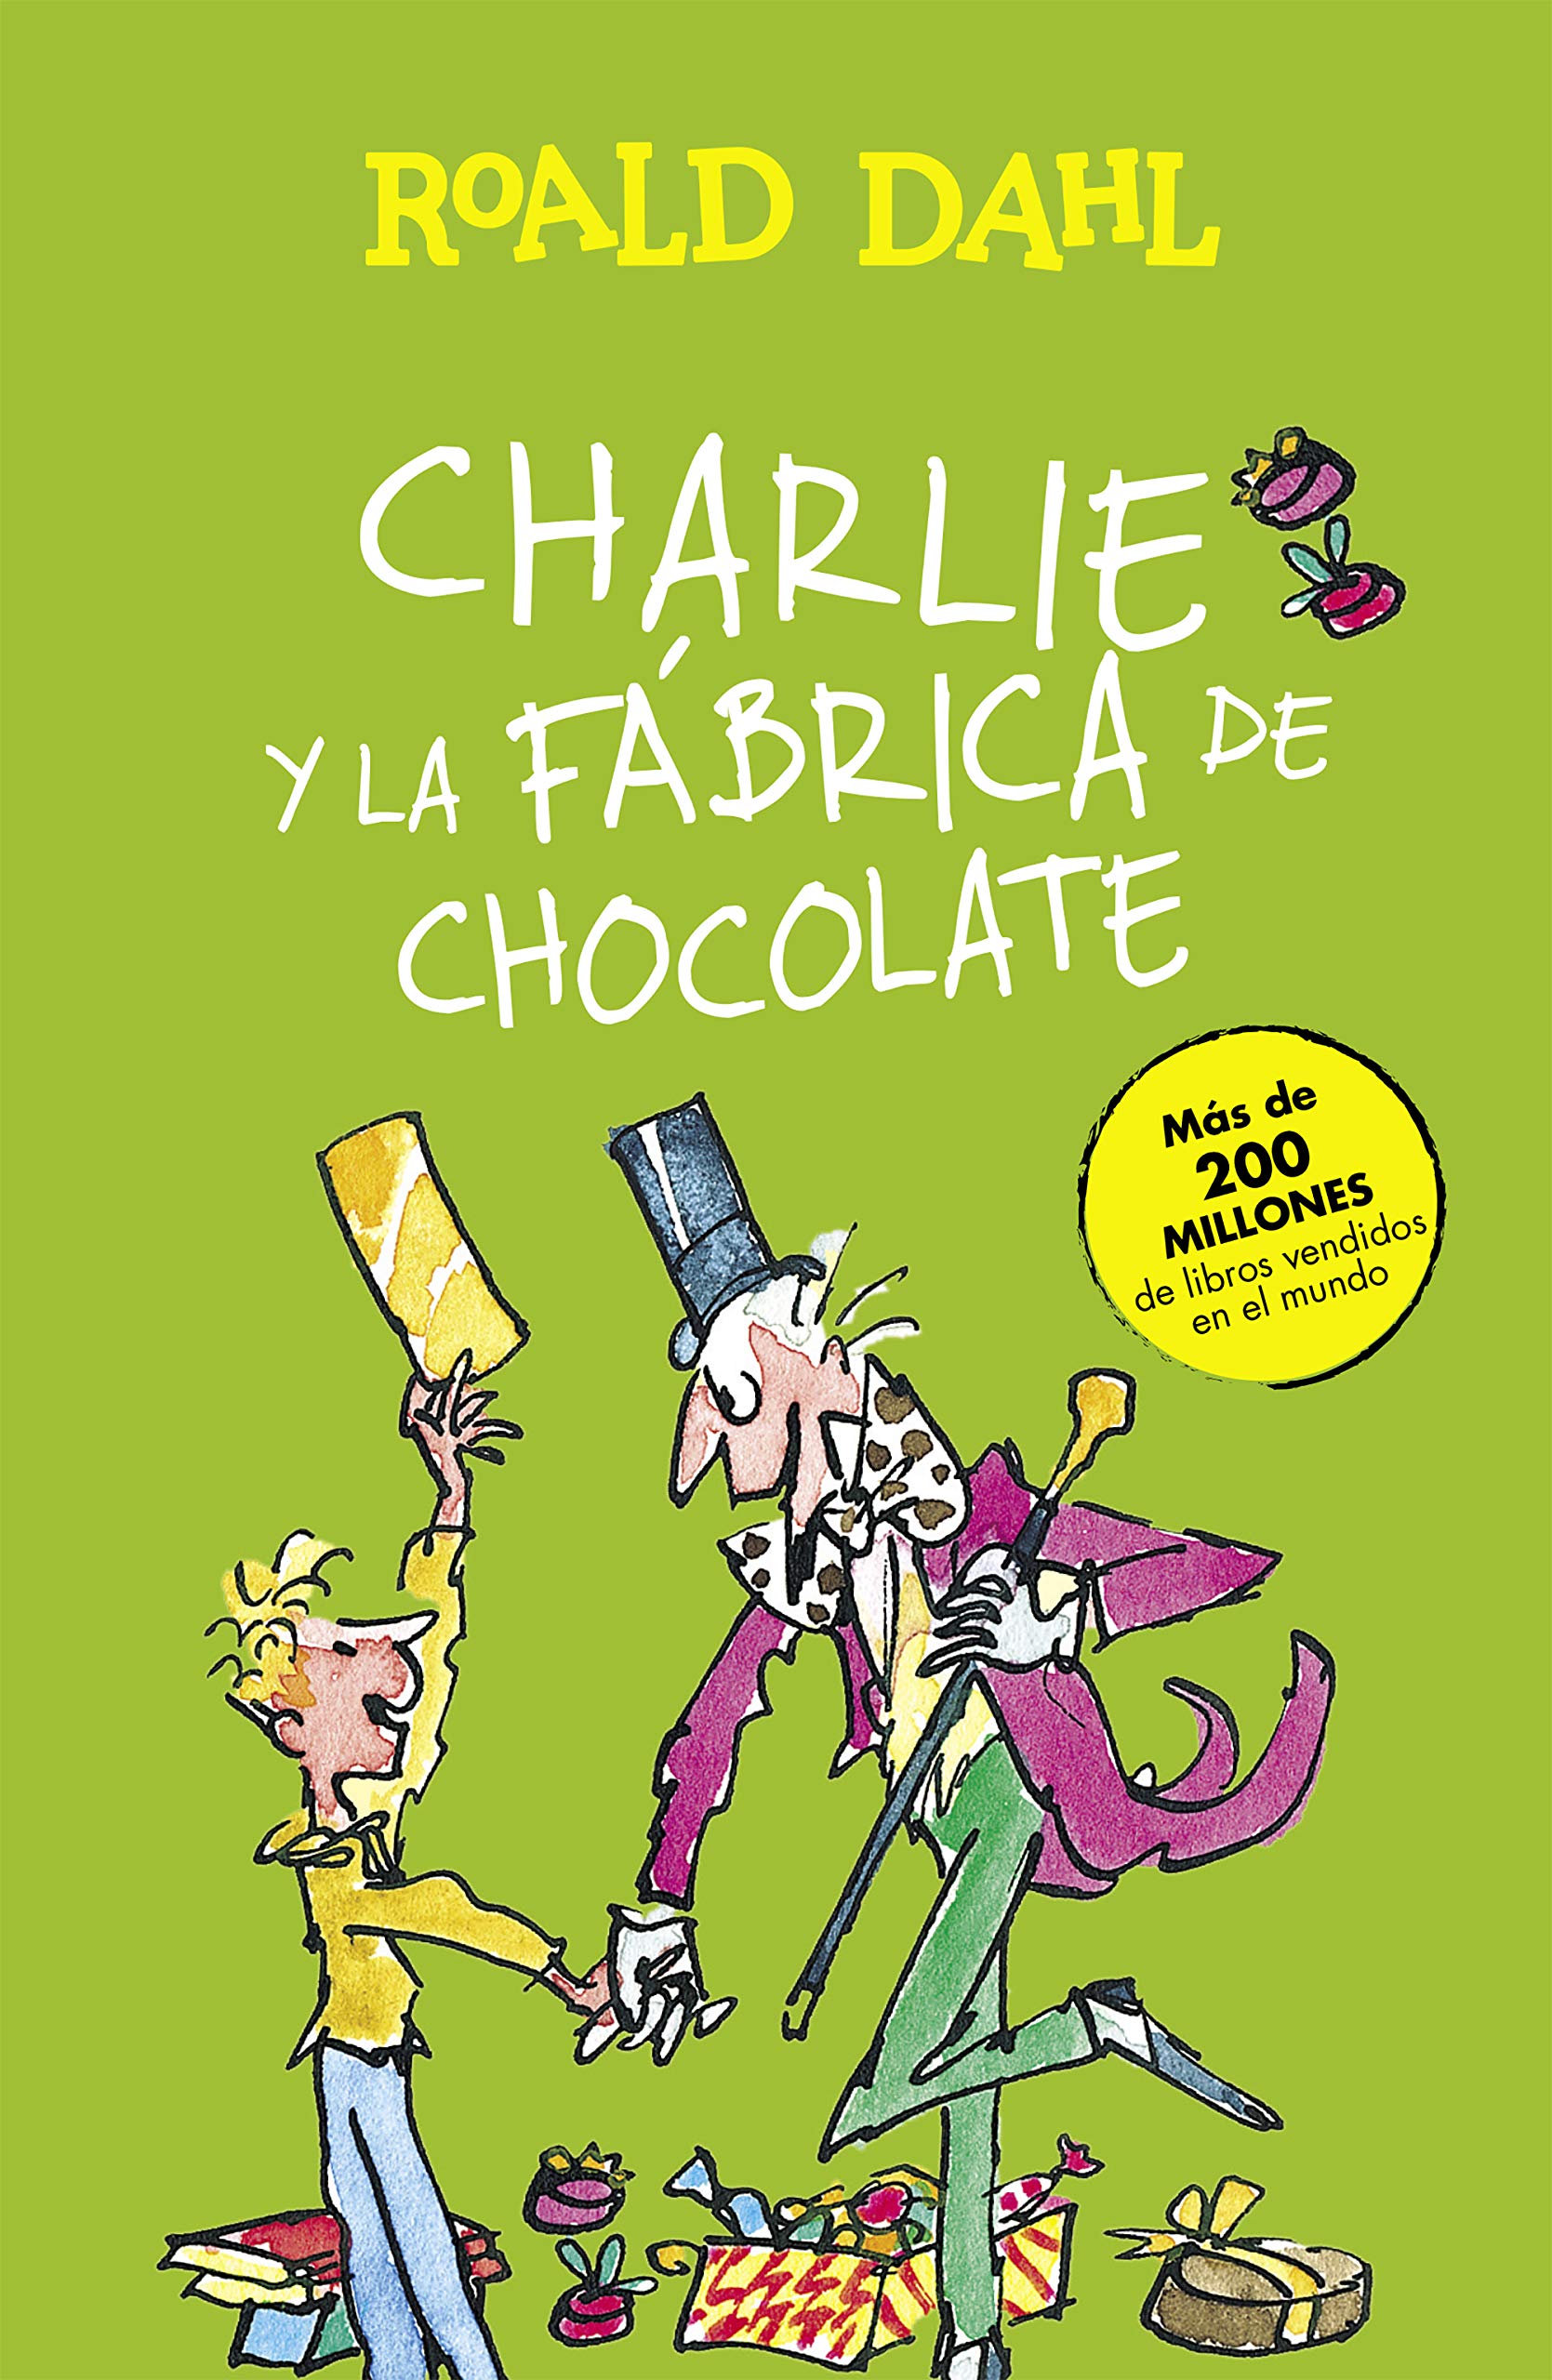 ROALD DAHL
CHARLIE
Y LA FÁBRICA DE
CHOCOLATE
Más de
200
MILLONES
de libros vendidos
en el mundo